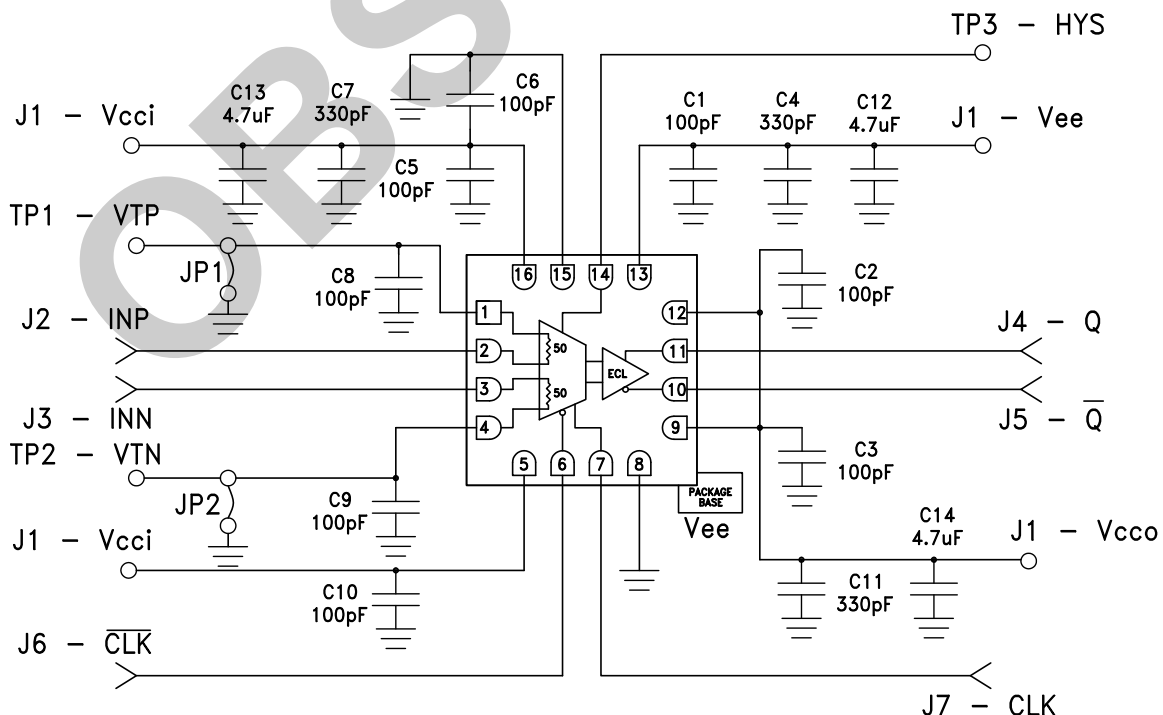 TP3 - HYS
C6
100pF
C13
4.7uF
C7
330pF
C1
100pF
C4
330pF
C12
4.7uF
J1 - Vcci
J1 - Vee
C5
100pF
TP1 - VTP
JP1
C8
100pF
16
15
14
13
C2
100pF
1
12
J2 - INP
J4 - Q
2
50
11
ECL
3
50
10
J3 - INN
J5 - Q̅
4
9
TP2 - VTN
5
6
7
8
C3
100pF
JP2
C9
100pF
PACKAGE
BASE
Vee
C14
4.7uF
J1 - Vcci
J1 - Vcco
C10
100pF
C11
330pF
J6 - C̅L̅K̅
J7 - CLK
OBS